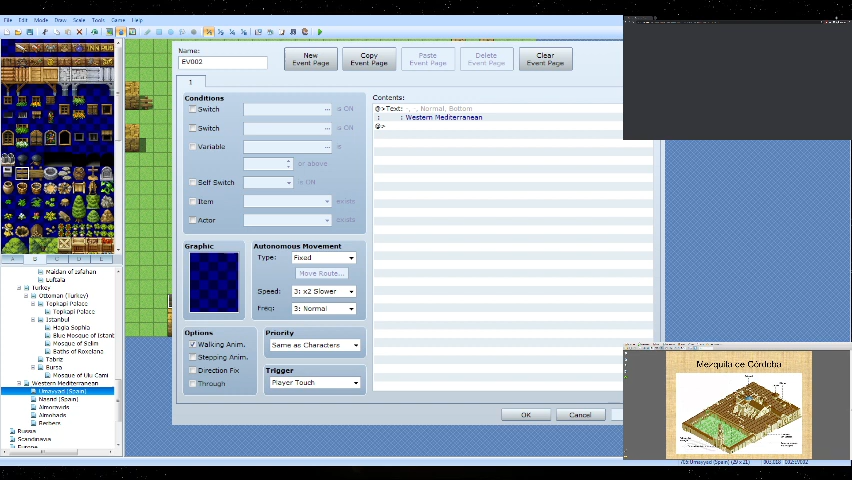 File Edit Mode Draw Scale Tools Game Help
Name:
EV002
New Event Page
Copy Event Page
Paste Event Page
Delete Event Page
Clear Event Page
1
Conditions
Switch ... is ON
Switch ... is ON
Variable ... is
or above
Self Switch is ON
Item exists
Actor exists
Graphic
Autonomous Movement
Type: Fixed
Move Route...
Speed: 3: x2 Slower
Freq: 3: Normal
Options
Walking Anim.
Stepping Anim.
Direction Fix
Through
Priority
Same as Characters
Trigger
Player Touch
Contents:
@>Text: -, -, Normal, Bottom
: : Western Mediterranean
@>
OK
Cancel
A B C D E
Maidan of Isfahan
Luftala
Turkey
Ottoman (Turkey)
Topkapi Palace
Topkapi Palace
Istanbul
Hagia Sophia
Blue Mosque of Istanb
Mosque of Selim
Baths of Roxelana
Tabriz
Bursa
Mosque of Ulu Cami
Western Mediterranean
Umayyad (Spain)
Nasrid (Spain)
Almoravids
Almohads
Berbers
Russia
Scandinavia
Europe
Mezquita de Córdoba